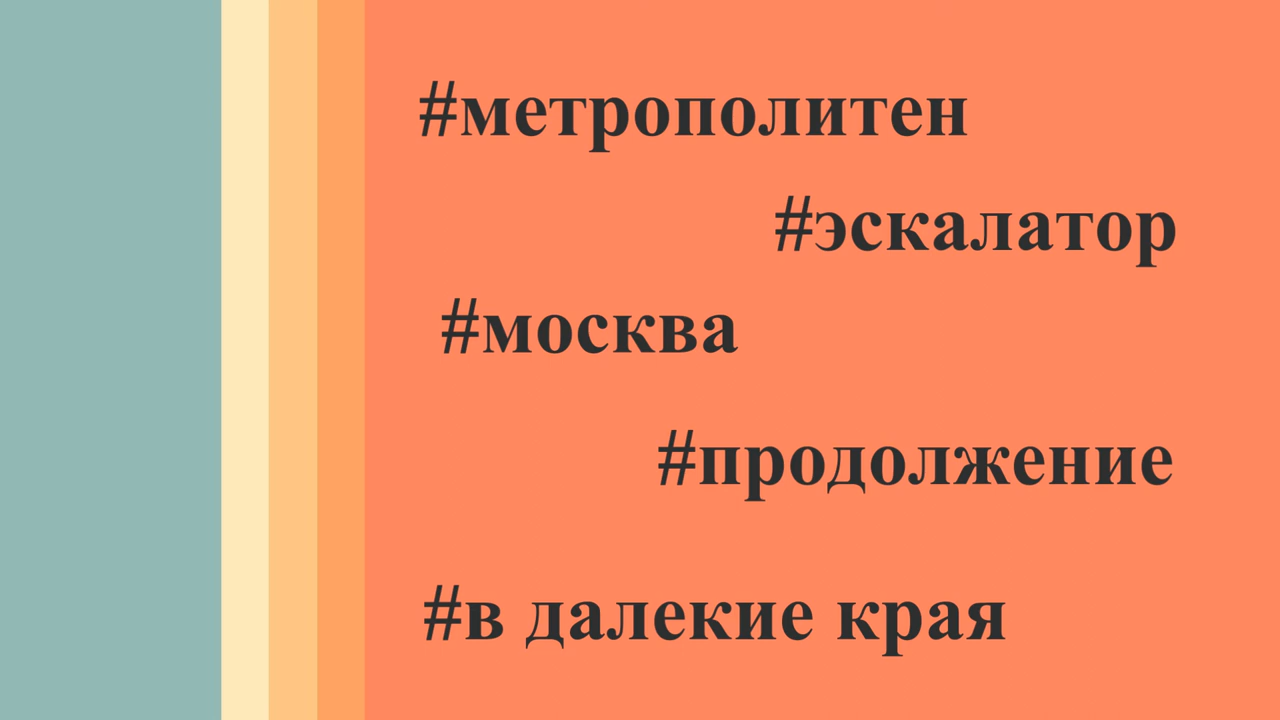 #метрополитен
#эскалатор
#москва
#продолжение
#в далекие края